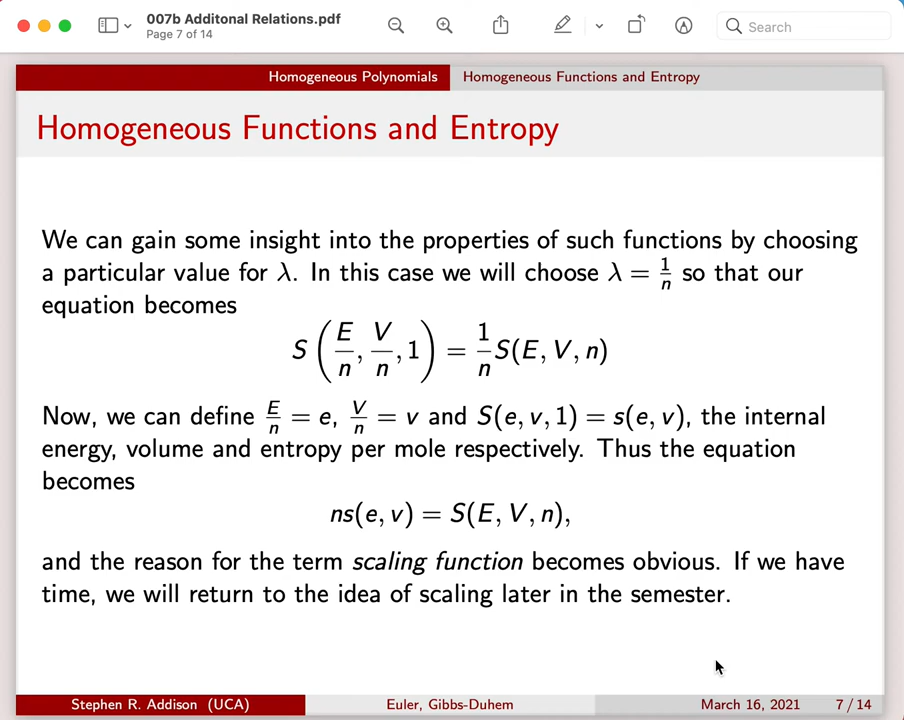 007b Additonal Relations.pdf
Page 7 of 14
Search
Homogeneous Polynomials Homogeneous Functions and Entropy
Homogeneous Functions and Entropy
We can gain some insight into the properties of such functions by choosing
a particular value for λ. In this case we will choose λ = 1/n so that our
equation becomes
S(E/n, V/n, 1) = 1/n S(E, V, n)
Now, we can define E/n = e, V/n = v and S(e, v, 1) = s(e, v), the internal
energy, volume and entropy per mole respectively. Thus the equation
becomes
ns(e, v) = S(E, V, n),
and the reason for the term scaling function becomes obvious. If we have
time, we will return to the idea of scaling later in the semester.
Stephen R. Addison (UCA) Euler, Gibbs-Duhem March 16, 2021 7 / 14